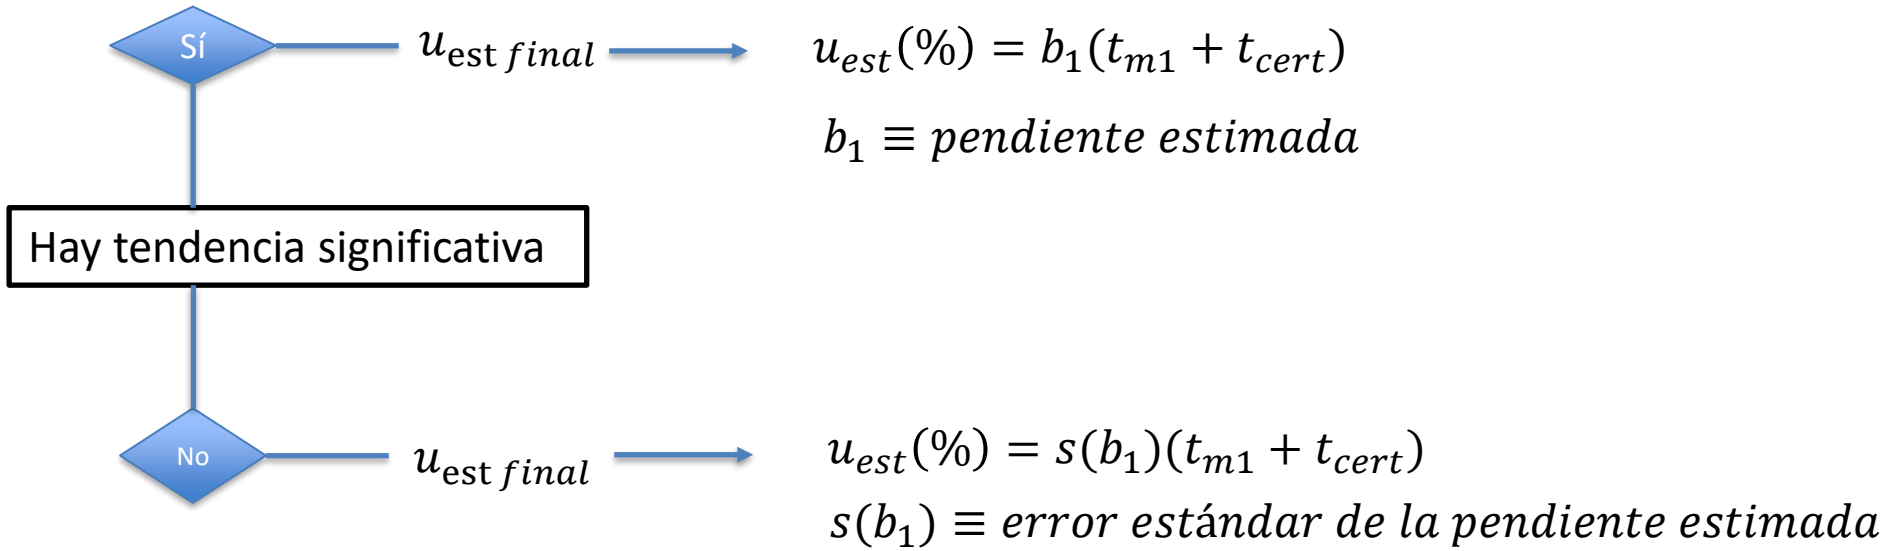 Sí
u_est final
u_est(%) = b_1(t_m1 + t_cert)
b_1 ≡ pendiente estimada
Hay tendencia significativa
No
u_est final
u_est(%) = s(b_1)(t_m1 + t_cert)
s(b_1) ≡ error estándar de la pendiente estimada